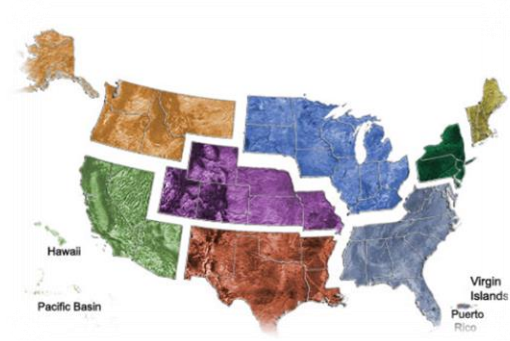 Hawaii
Pacific Basin
Virgin
Islands
Puerto
Rico